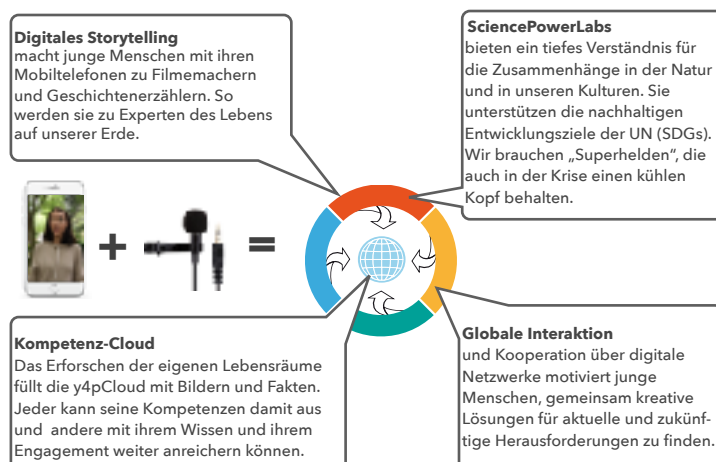 Digitales Storytelling
macht junge Menschen mit ihren
Mobiltelefonen zu Filmemachern
und Geschichtenerzählern. So
werden sie zu Experten des Lebens
auf unserer Erde.
SciencePowerLabs
bieten ein tiefes Verständnis für
die Zusammenhänge in der Natur
und in unseren Kulturen. Sie
unterstützen die nachhaltigen
Entwicklungsziele der UN (SDGs).
Wir brauchen „Superhelden“, die
auch in der Krise einen kühlen
Kopf behalten.
+ =
Kompetenz-Cloud
Das Erforschen der eigenen Lebensräume
füllt die y4pCloud mit Bildern und Fakten.
Jeder kann seine Kompetenzen damit aus
und andere mit ihrem Wissen und ihrem
Engagement weiter anreichern können.
Globale Interaktion
und Kooperation über digitale
Netzwerke motiviert junge
Menschen, gemeinsam kreative
Lösungen für aktuelle und zukünf-
tige Herausforderungen zu finden.